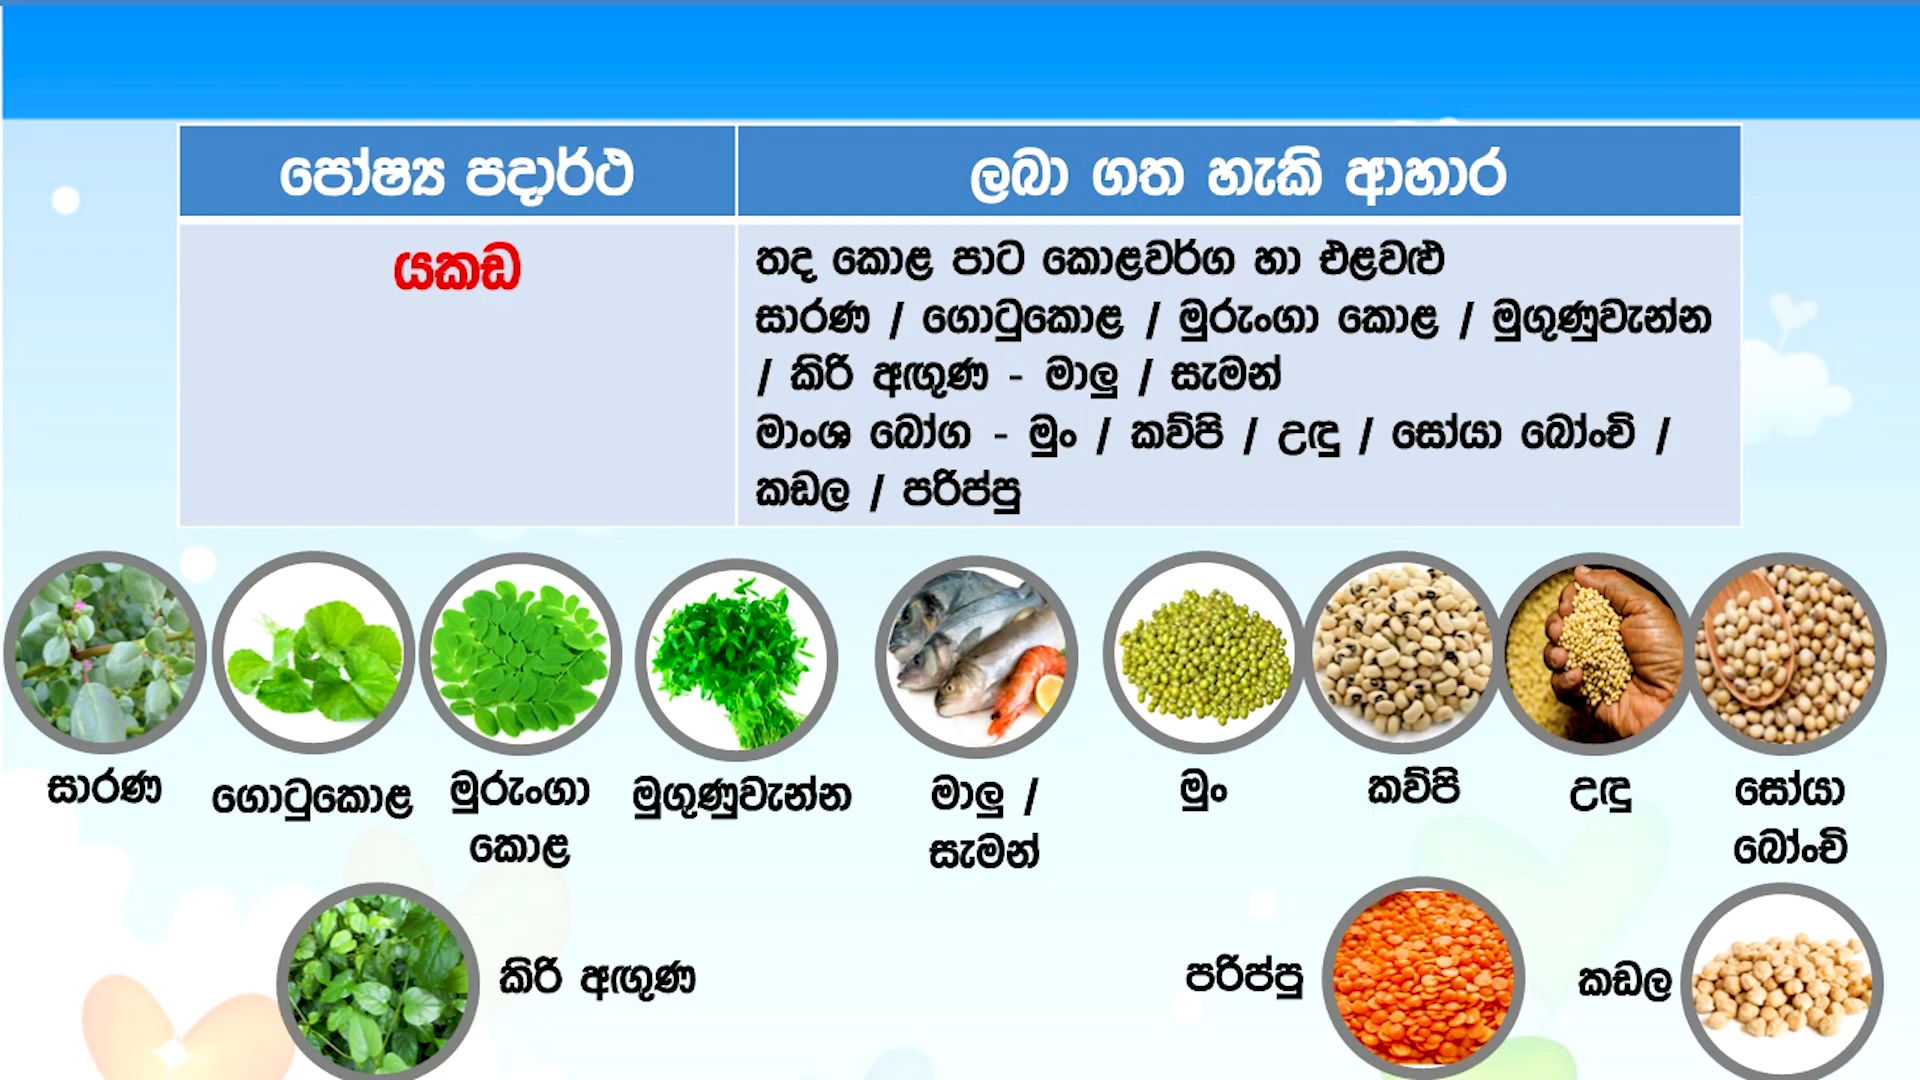 පෝෂ්‍ය පදාර්ථ
ලබා ගත හැකි ආහාර
යකඩ
තද කොළ පාට කොළවර්ග හා එළවළු
සාරණ / ගොටුකොළ / මුරුංගා කොළ / මුගුණුවැන්න
/ කිරි අඟුණ - මාලු / සැමන්
මාංශ බෝග - මුං / කව්පි / උඳු / සෝයා බෝංචි /
කඩල / පරිප්පු
සාරණ
ගොටුකොළ
මුරුංගා
කොළ
මුගුණුවැන්න
මාලු /
සැමන්
මුං
කව්පි
උඳු
සෝයා
බෝංචි
කිරි අඟුණ
පරිප්පු
කඩල